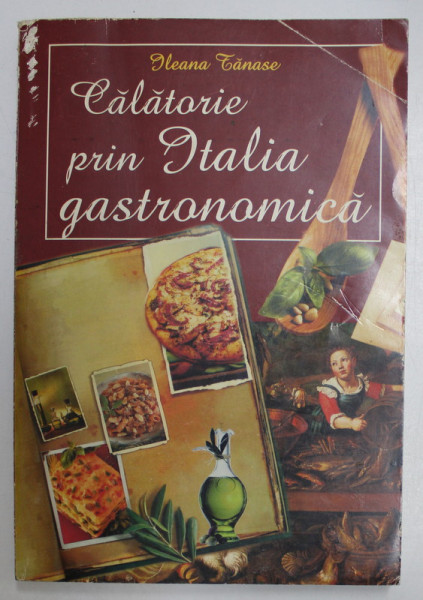 Ileana Tănase
Călătorie
prin Italia
gastronomică